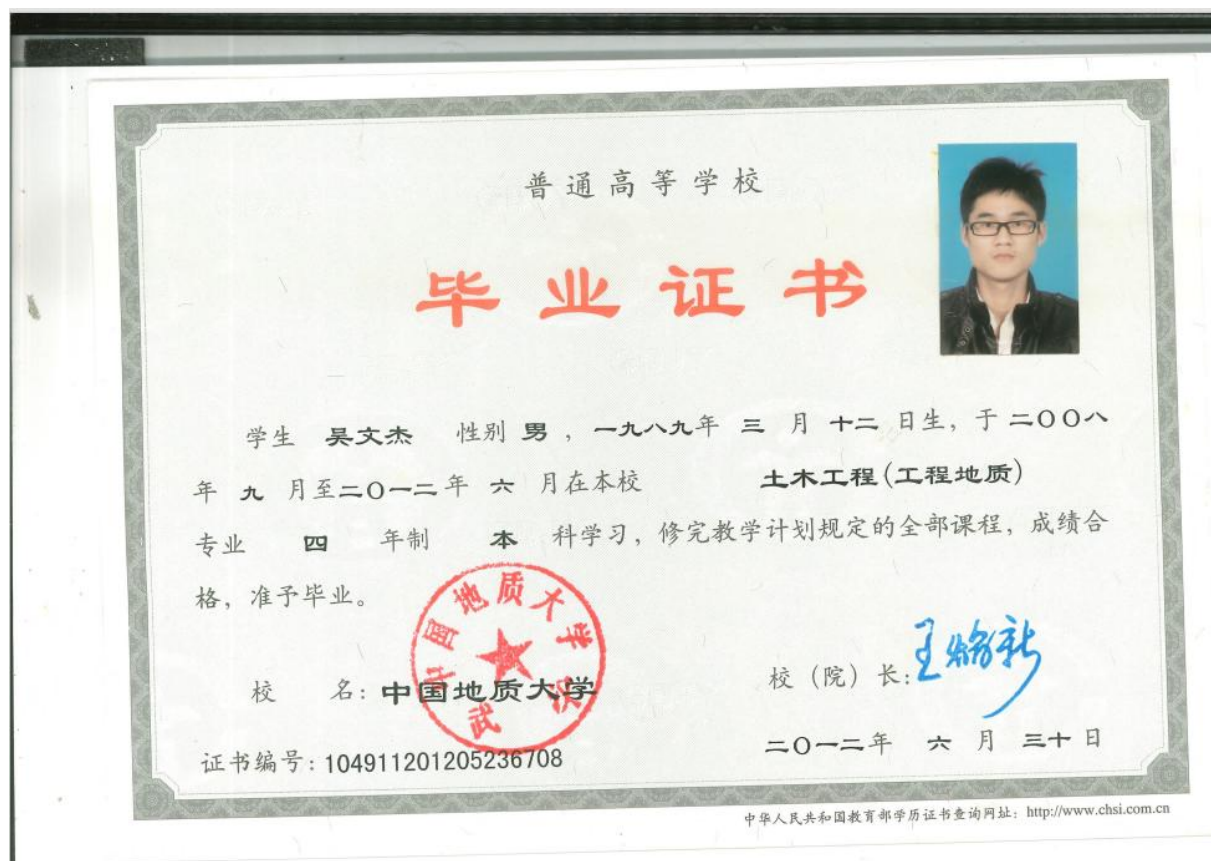 普通高等学校
毕业证书
学生 吴文杰 性别 男 ，一九八九年 三 月 十二 日生，于 二〇〇八
年 九 月至二〇一二年 六 月在本校 土木工程(工程地质)
专业 四 年制 本 科学习，修完教学计划规定的全部课程，成绩合
格，准予毕业。
中国地质大学
武汉
校 名：中国地质大学
校（院）长：王焰新
证书编号：104911201205236708
二〇一二年 六 月 三十 日
中华人民共和国教育部学历证书查询网址：http://www.chsi.com.cn